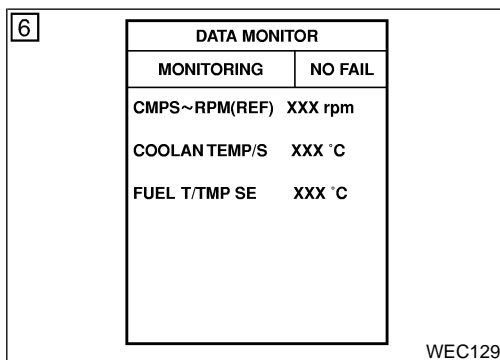 6
DATA MONITOR
MONITORING NO FAIL
CMPS~RPM(REF) XXX rpm
COOLAN TEMP/S XXX °C
FUEL T/TMP SE XXX °C
WEC129